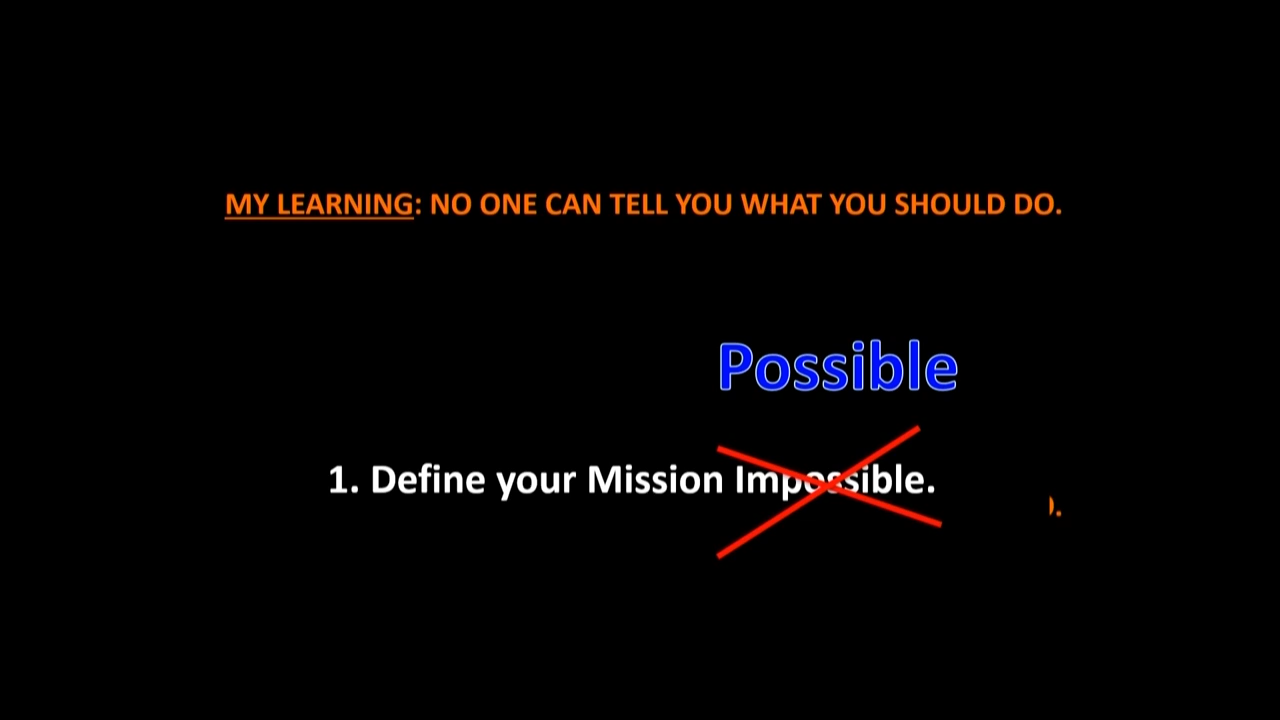 MY LEARNING: NO ONE CAN TELL YOU WHAT YOU SHOULD DO.
Possible
1. Define your Mission Impossible.